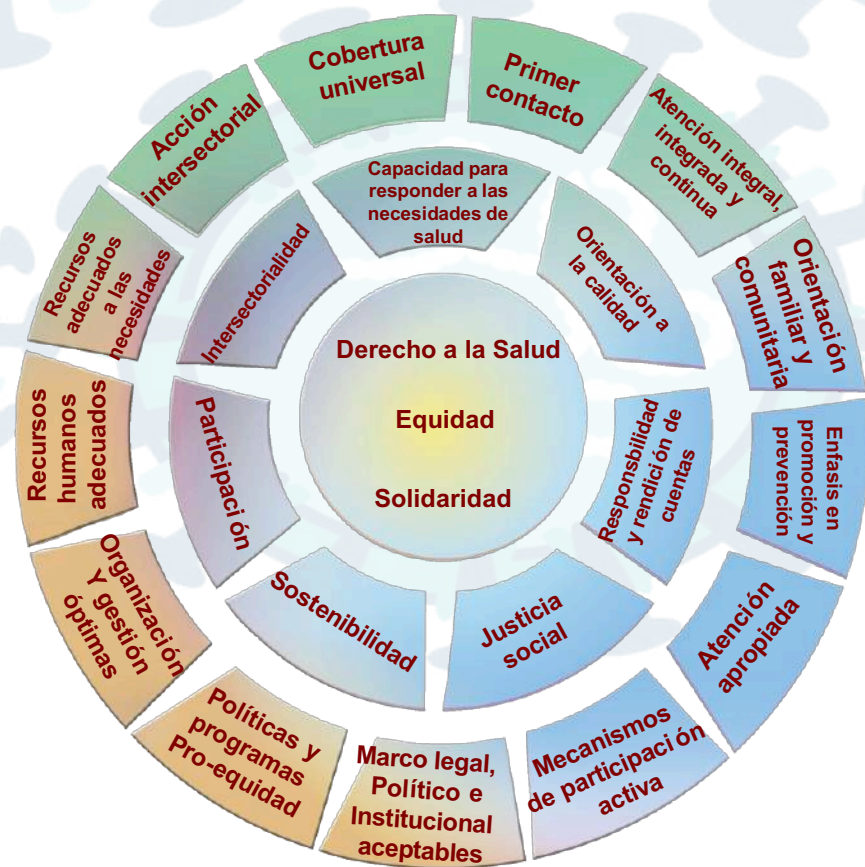 Cobertura
universal
Primer
contacto
Atención integral,
integrada y
continua
Orientación
familiar y
comunitaria
Enfasis en
promoción y
prevención
Atención
apropiada
Mecanismos
de participación
activa
Marco legal,
Político e
Institucional
aceptables
Políticas y
programas
Pro-equidad
Organización
Y gestión
óptimas
Recursos
humanos
adecuados
Recursos
adecuados
a las
necesidades
Acción
intersectorial
Capacidad para
responder a las
necesidades de
salud
Orientación a
la calidad
Responsbilidad
y rendición de
cuentas
Justicia
social
Sostenibilidad
Participación
Intersectorialidad
Derecho a la Salud
Equidad
Solidaridad